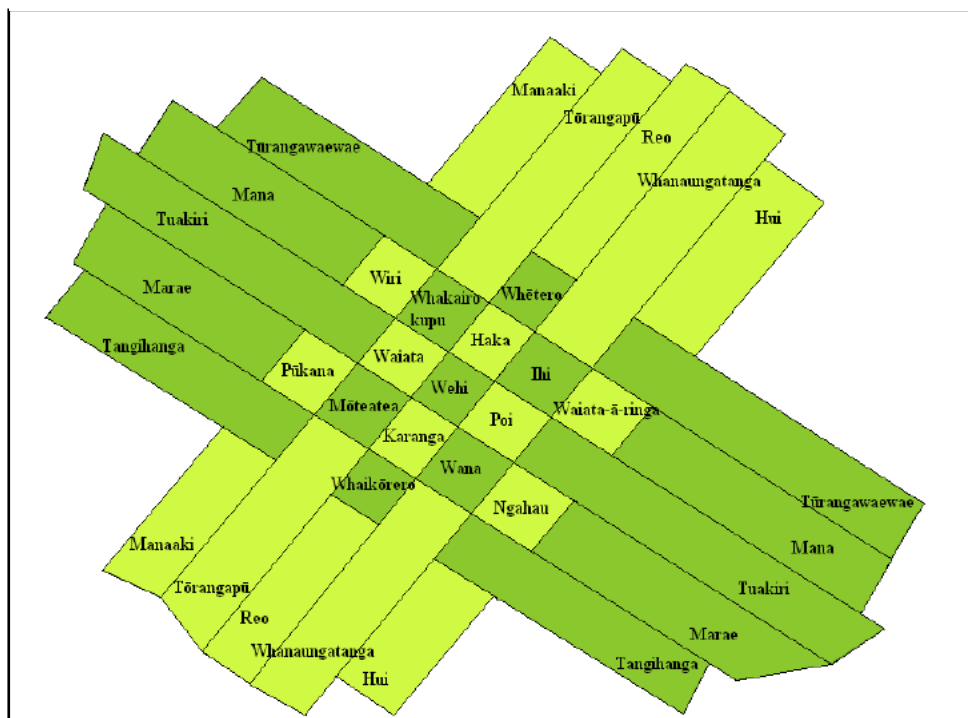 Manaaki
Tōrangapū
Reo
Tūrangawaewae
Whanaungatanga
Mana
Tuakiri
Hui
Wiri
Marae
Whētero
Whakairo
kupu
Tangihanga
Haka
Waiata
Pūkana
Ihi
Wehi
Mōteatea
Waiata-ā-ringa
Poi
Karanga
Wana
Whaikōrero
Tūrangawaewae
Ngahau
Manaaki
Mana
Tōrangapū
Tuakiri
Reo
Marae
Whanaungatanga
Tangihanga
Hui